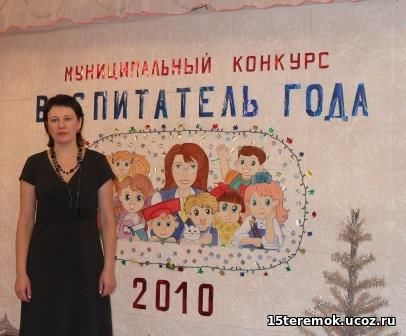 МУНИЦИПАЛЬНЫЙ КОНКУРС
ВОСПИТАТЕЛЬ ГОДА
2010
15teremok.ucoz.ru